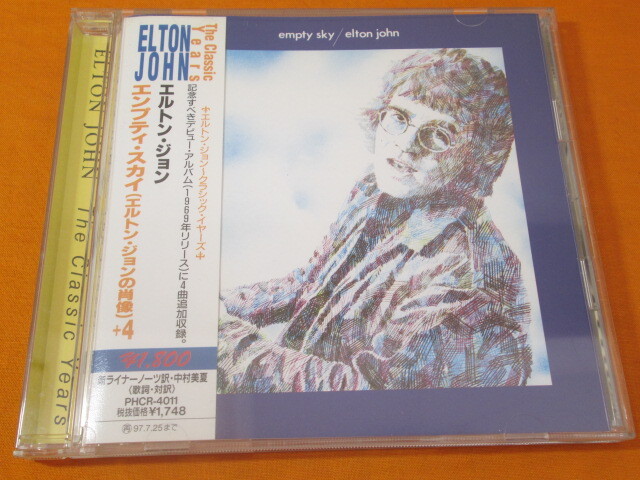 ELTON JOHN The Classic Years
ELTON
JOHN
The Classic
Years
+エルトン・ジョン―クラシック・イヤーズ+
記念すべきデビュー・アルバム(1969年リリース)に4曲追加収録。
エルトン・ジョン
エンプティ・スカイ(エルトン・ジョンの肖像)+4
¥1,800
新ライナーノーツ訳・中村美夏
(歌詞・対訳)
PHCR-4011
税抜価格¥1,748
再97.7.25まで
empty sky/elton john